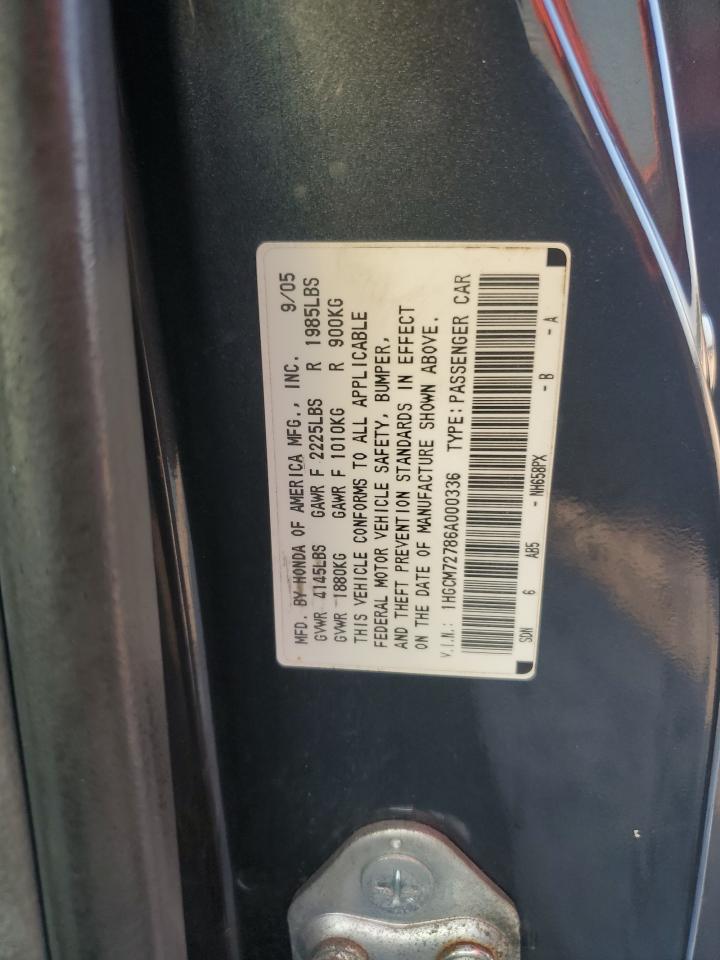 MFD. BY HONDA OF AMERICA MFG., INC. 9/05
GVWR 4145LBS GAWR F 2225LBS R 1985LBS
GVWR 1880KG GAWR F 1010KG R 900KG
THIS VEHICLE CONFORMS TO ALL APPLICABLE
FEDERAL MOTOR VEHICLE SAFETY, BUMPER,
AND THEFT PREVENTION STANDARDS IN EFFECT
ON THE DATE OF MANUFACTURE SHOWN ABOVE.
V.I.N.: 1HGCM72786A000336 TYPE: PASSENGER CAR
SDN 6 AB5 - NH658PX - B - A